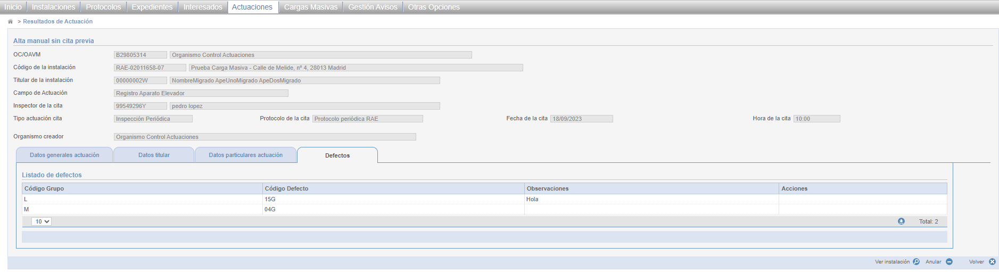 Inicio Instalaciones Protocolos Expedientes Interesados Actuaciones Cargas Masivas Gestión Avisos Otras Opciones
> Resultados de Actuación
Alta manual sin cita previa
OC/OAVM B29805314 Organismo Control Actuaciones
Código de la instalación RAE-02011658-07 Prueba Carga Masiva - Calle de Melide, nº 4, 28013 Madrid
Titular de la instalación 00000002W NombreMigrado ApeUnoMigrado ApeDosMigrado
Campo de Actuación Registro Aparato Elevador
Inspector de la cita 99549296Y pedro lopez
Tipo actuación cita Inspección Periódica Protocolo de la cita Protocolo periódica RAE Fecha de la cita 18/09/2023 Hora de la cita 10:00
Organismo creador Organismo Control Actuaciones
Datos generales actuación Datos titular Datos particulares actuación Defectos
Listado de defectos
Código Grupo Código Defecto Observaciones Acciones
L 15G Hola
M 04G
10 Total: 2
Ver instalación Anular Volver